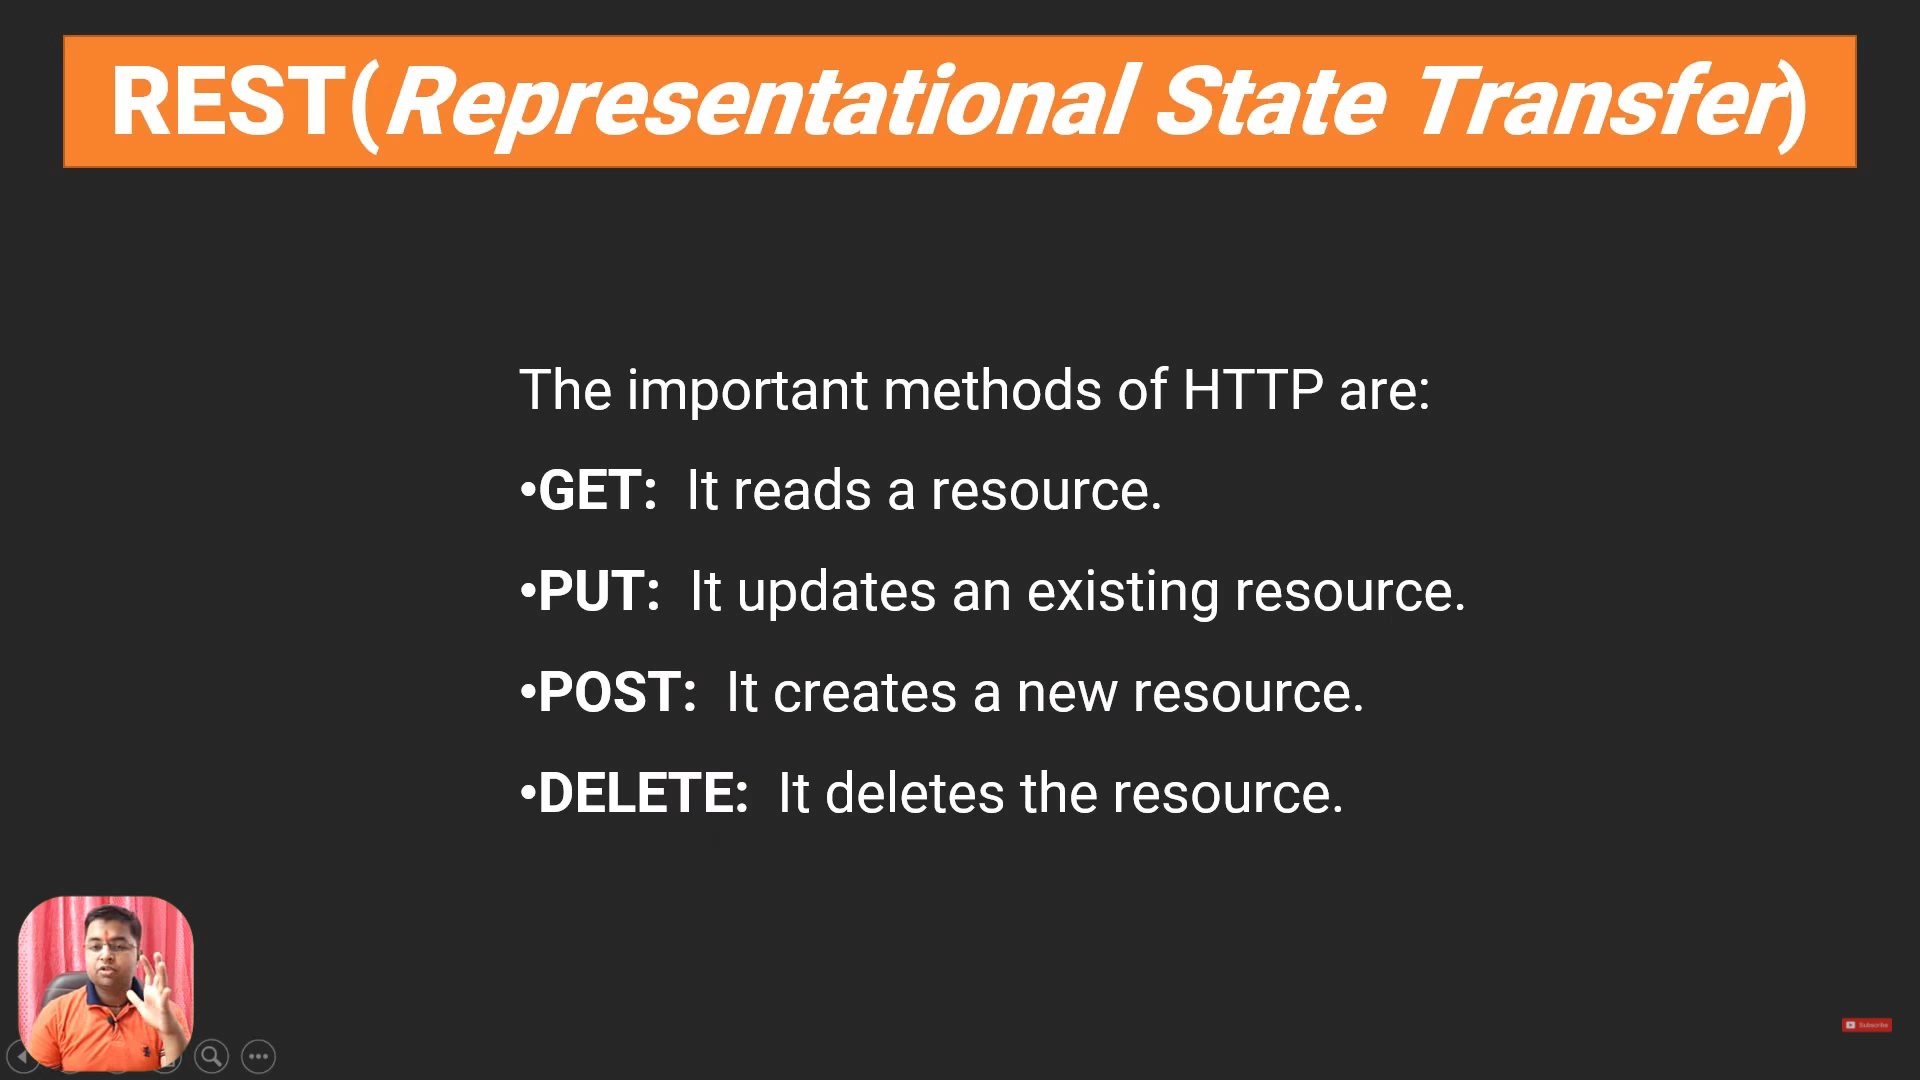 REST(Representational State Transfer)
The important methods of HTTP are:
•GET: It reads a resource.
•PUT: It updates an existing resource.
•POST: It creates a new resource.
•DELETE: It deletes the resource.
Subscribe